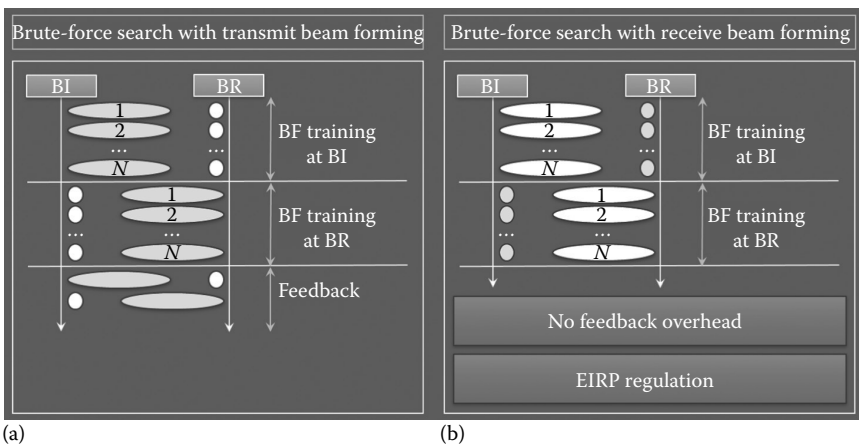 Brute-force search with transmit beam forming
BI
BR
1
2
...
...
N
BF training
at BI
1
2
...
...
N
BF training
at BR
Feedback
(a)
Brute-force search with receive beam forming
BI
BR
1
2
...
...
N
BF training
at BI
1
2
...
...
N
BF training
at BR
No feedback overhead
EIRP regulation
(b)